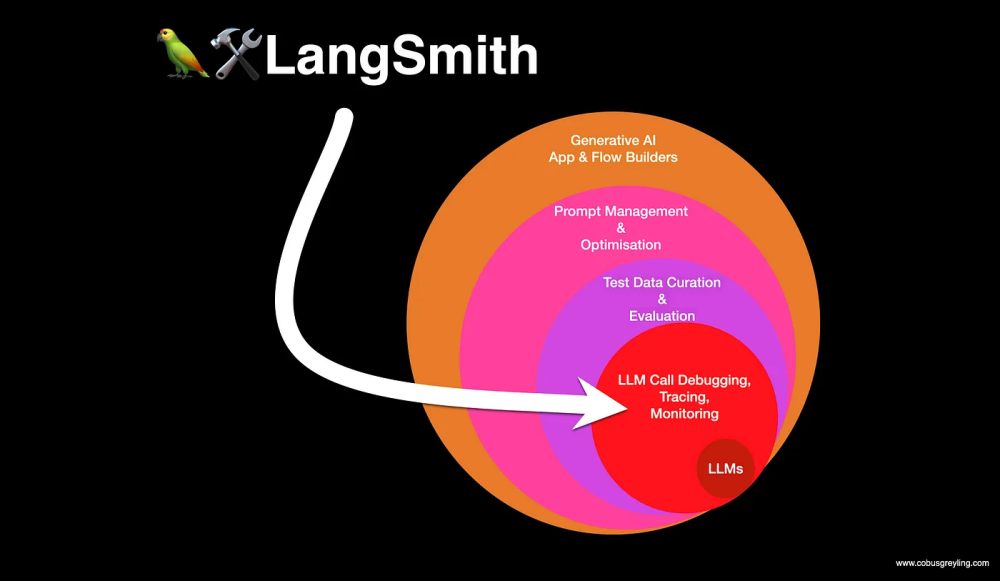 LangSmith
Generative AI
App & Flow Builders
Prompt Management
&
Optimisation
Test Data Curation
&
Evaluation
LLM Call Debugging,
Tracing,
Monitoring
LLMs
www.cobusgreyling.com